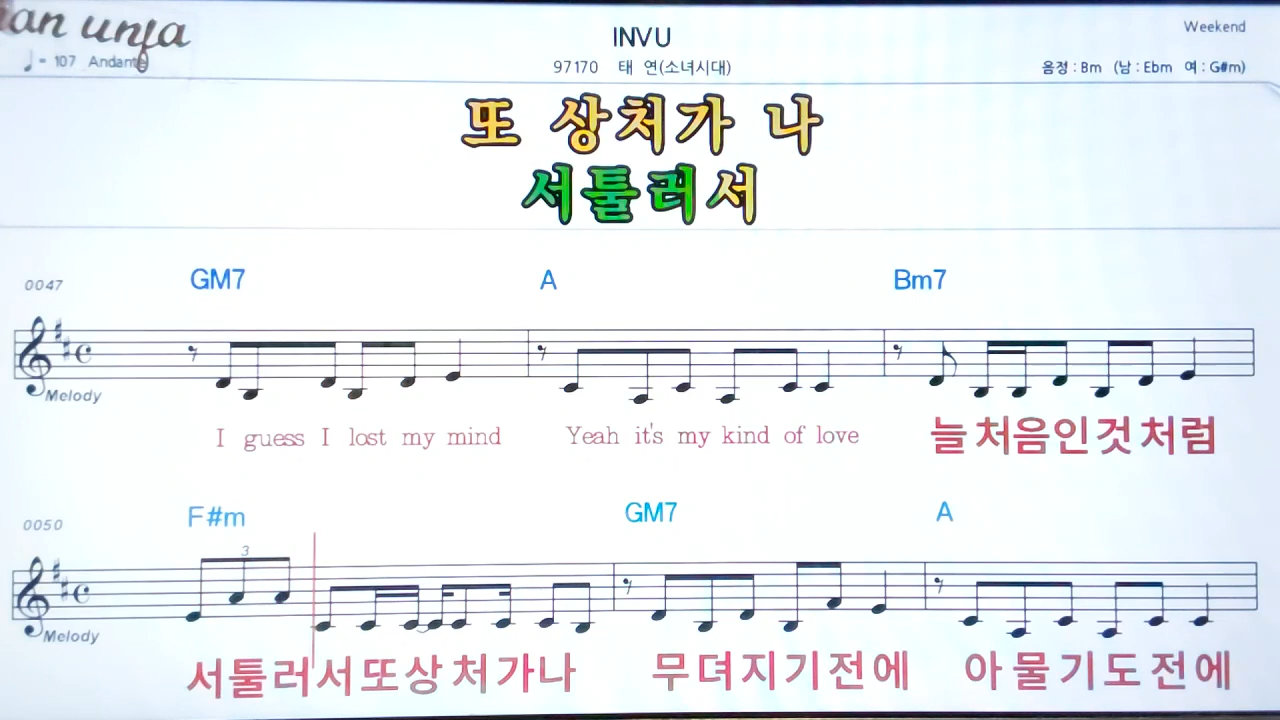 an unja
INVU
Weekend
♩ = 107 Andante
97170 태 연(소녀시대)
음정 : Bm (남 : Ebm 여 : G#m)
또 상처가 나
서툴러서
0047
GM7 A Bm7
Melody
I guess I lost my mind Yeah it's my kind of love 늘 처음인것 처럼
0050
F#m GM7 A
3
Melody
서툴러서또상 처 가나 무뎌지기전에 아 물 기 도 전 에